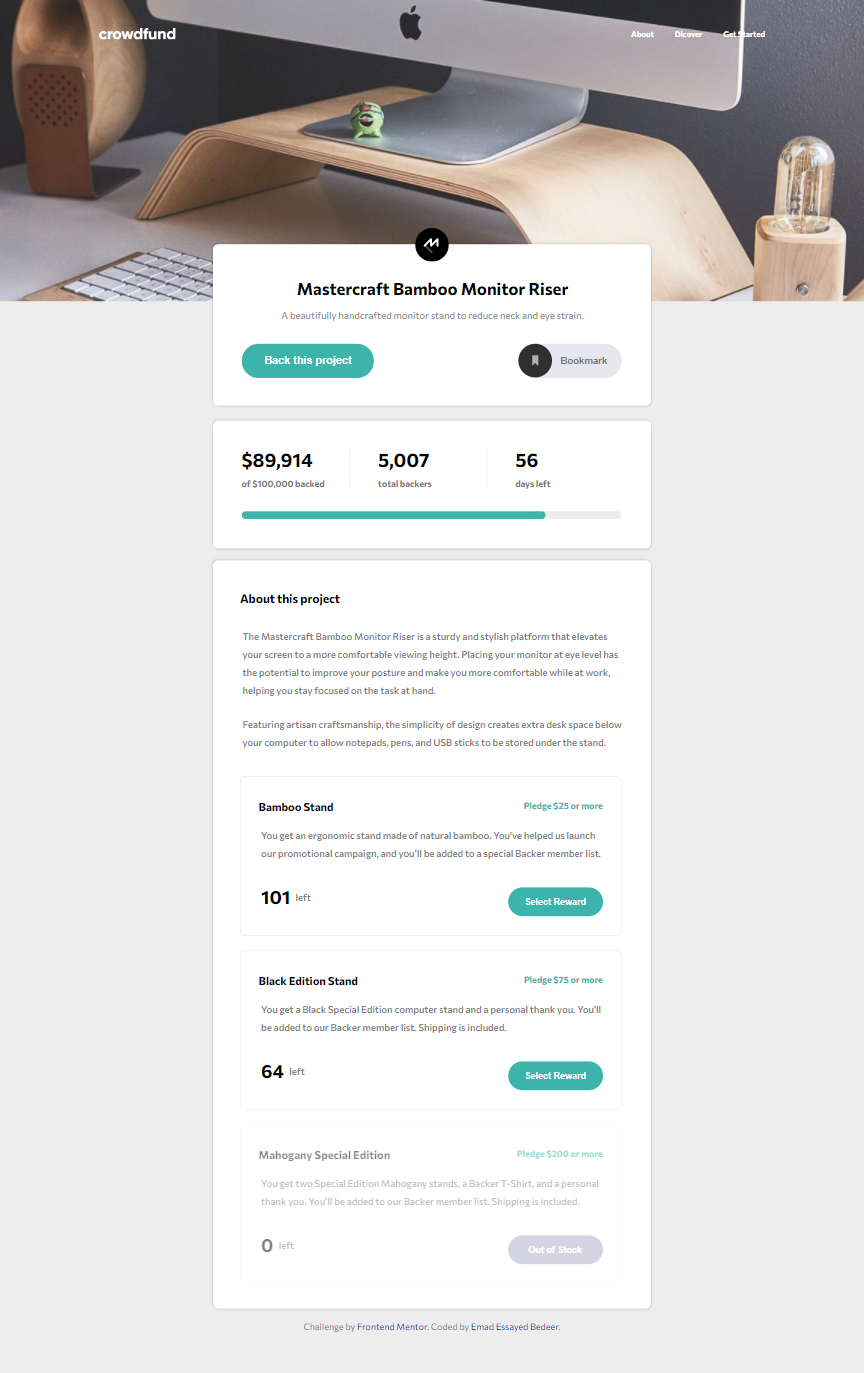 crowdfund
About Dicover Get Started
Mastercraft Bamboo Monitor Riser
A beautifully handcrafted monitor stand to reduce neck and eye strain.
Back this project
Bookmark
$89,914
of $100,000 backed
5,007
total backers
56
days left
About this project
The Mastercraft Bamboo Monitor Riser is a sturdy and stylish platform that elevates
your screen to a more comfortable viewing height. Placing your monitor at eye level has
the potential to improve your posture and make you more comfortable while at work,
helping you stay focused on the task at hand.
Featuring artisan craftsmanship, the simplicity of design creates extra desk space below
your computer to allow notepads, pens, and USB sticks to be stored under the stand.
Bamboo Stand
Pledge $25 or more
You get an ergonomic stand made of natural bamboo. You've helped us launch
our promotional campaign, and you'll be added to a special Backer member list.
101 left
Select Reward
Black Edition Stand
Pledge $75 or more
You get a Black Special Edition computer stand and a personal thank you. You'll
be added to our Backer member list. Shipping is included.
64 left
Select Reward
Mahogany Special Edition
Pledge $200 or more
You get two Special Edition Mahogany stands, a Backer T-Shirt, and a personal
thank you. You'll be added to our Backer member list. Shipping is included.
0 left
Out of Stock
Challenge by Frontend Mentor. Coded by Emad Essayed Bedeer.